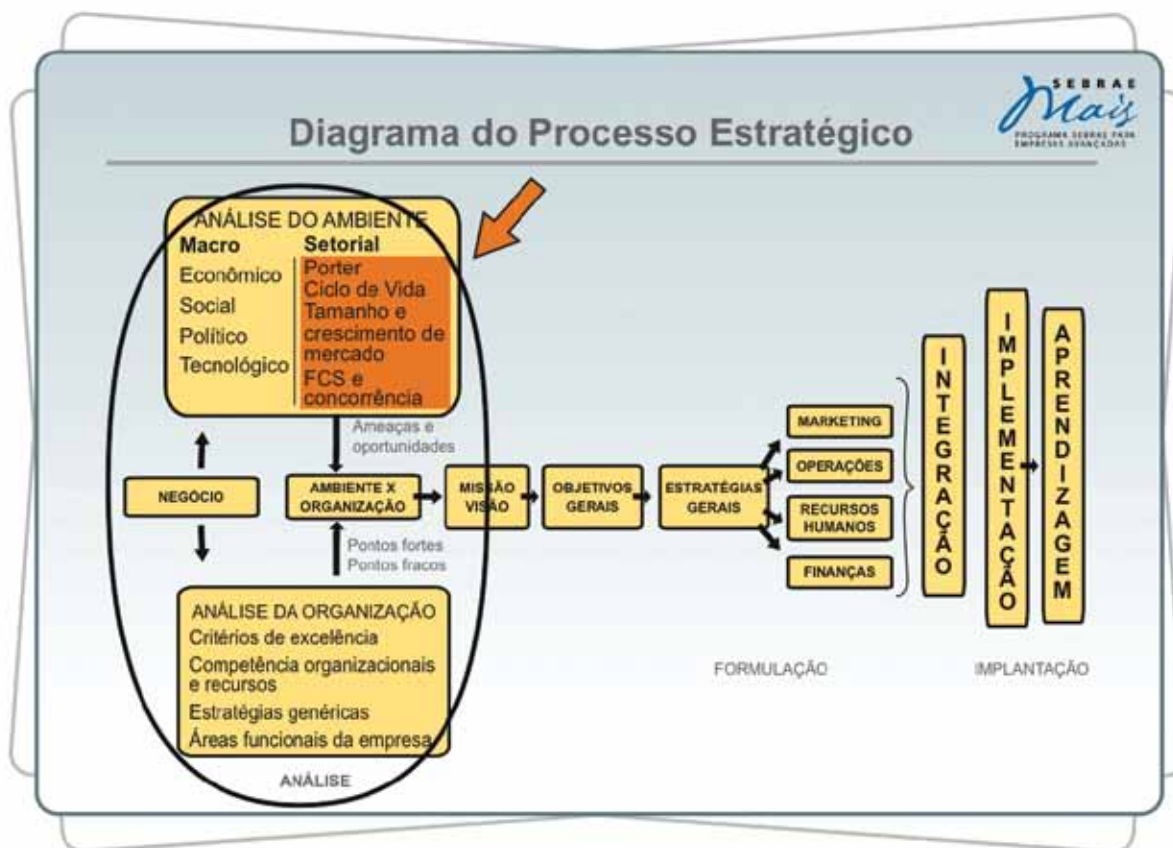 SEBRAE
Mais
PROGRAMA SEBRAE PARA
EMPRESAS AVANÇADAS
Diagrama do Processo Estratégico
ANÁLISE DO AMBIENTE
Macro
Econômico
Social
Político
Tecnológico
Setorial
Porter
Ciclo de Vida
Tamanho e
crescimento de
mercado
FCS e
concorrência
Ameaças e
oportunidades
NEGÓCIO
AMBIENTE X
ORGANIZAÇÃO
MISSÃO
VISÃO
OBJETIVOS
GERAIS
ESTRATÉGIAS
GERAIS
MARKETING
OPERAÇÕES
RECURSOS
HUMANOS
FINANÇAS
INTEGRAÇÃO
IMPLEMENTAÇÃO
APRENDIZAGEM
Pontos fortes
Pontos fracos
ANÁLISE DA ORGANIZAÇÃO
Critérios de excelência
Competência organizacionais
e recursos
Estratégias genéricas
Áreas funcionais da empresa
ANÁLISE
FORMULAÇÃO
IMPLANTAÇÃO